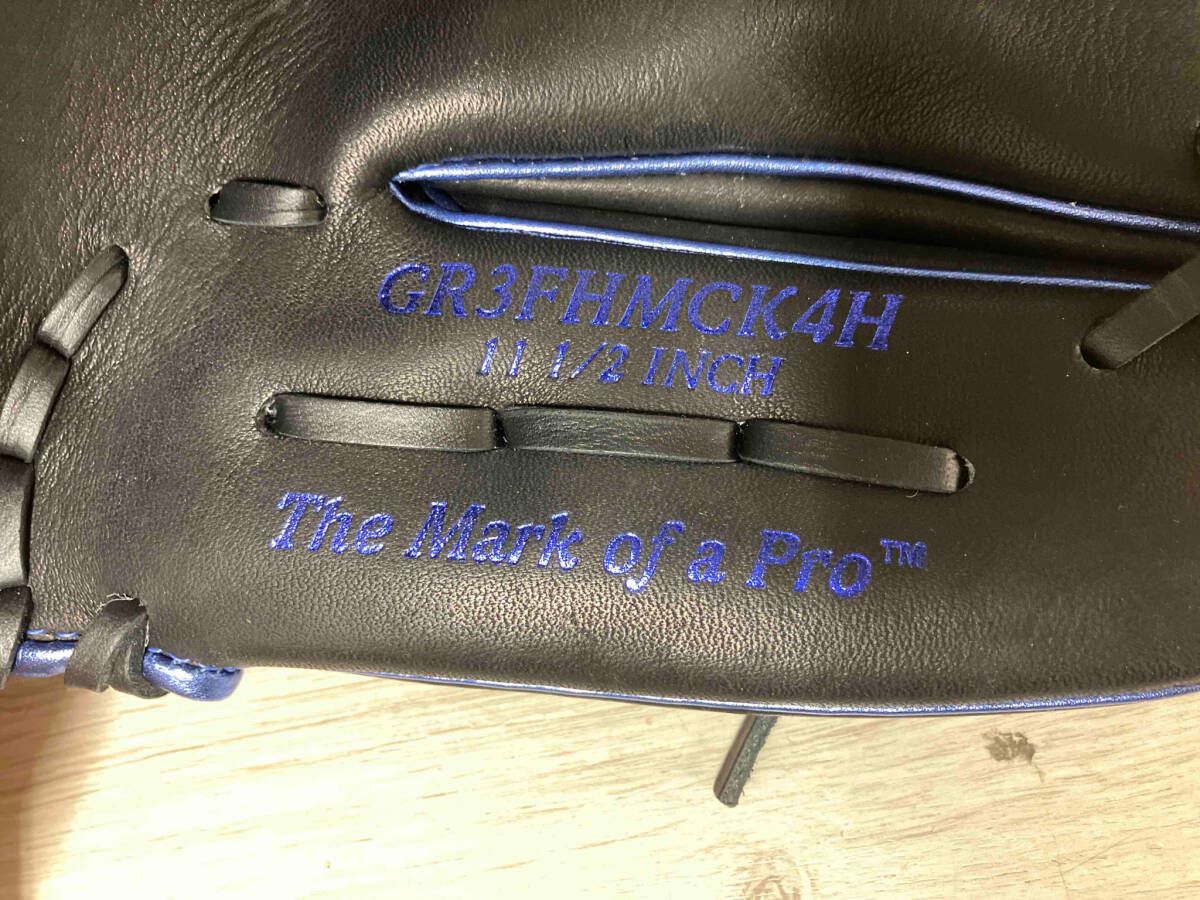 GR3FHMCK4H
11 1/2 INCH
The Mark of a Pro™